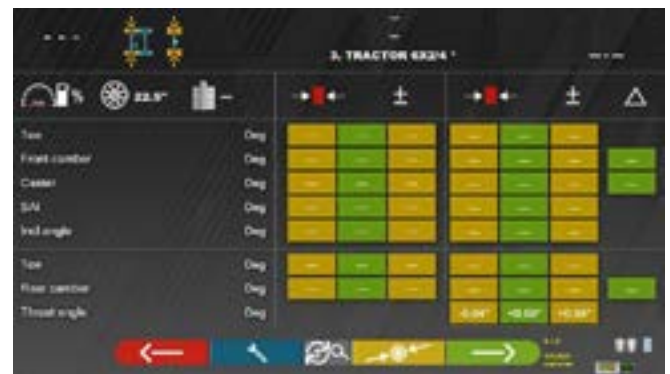 3. TRACTOR 6X2/4 *
% 22.5" -
± ±
Toe Deg
Front camber Deg
Caster Deg
SAI Deg
Incl.angle Deg
Toe Deg
Rear camber Deg
Thrust angle Deg